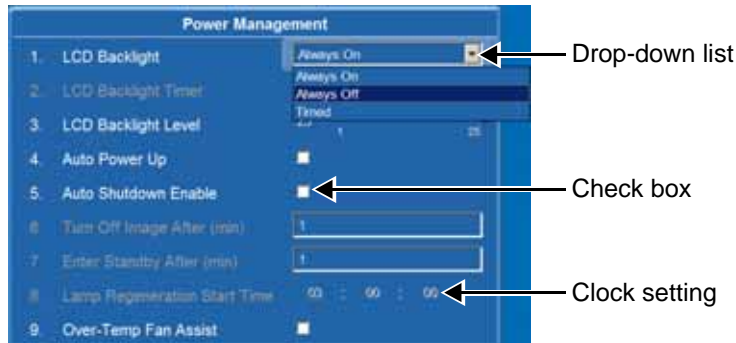 Power Management
1. LCD Backlight Always On
Drop-down list
Always On
2. LCD Backlight Timer Always Off
Timed
3. LCD Backlight Level
1 25
4. Auto Power Up
5. Auto Shutdown Enable
Check box
6 Turn Off Image After (min) 1
7 Enter Standby After (min) 1
8 Lamp Regeneration Start Time 03 : 00 : 00
Clock setting
9. Over-Temp Fan Assist